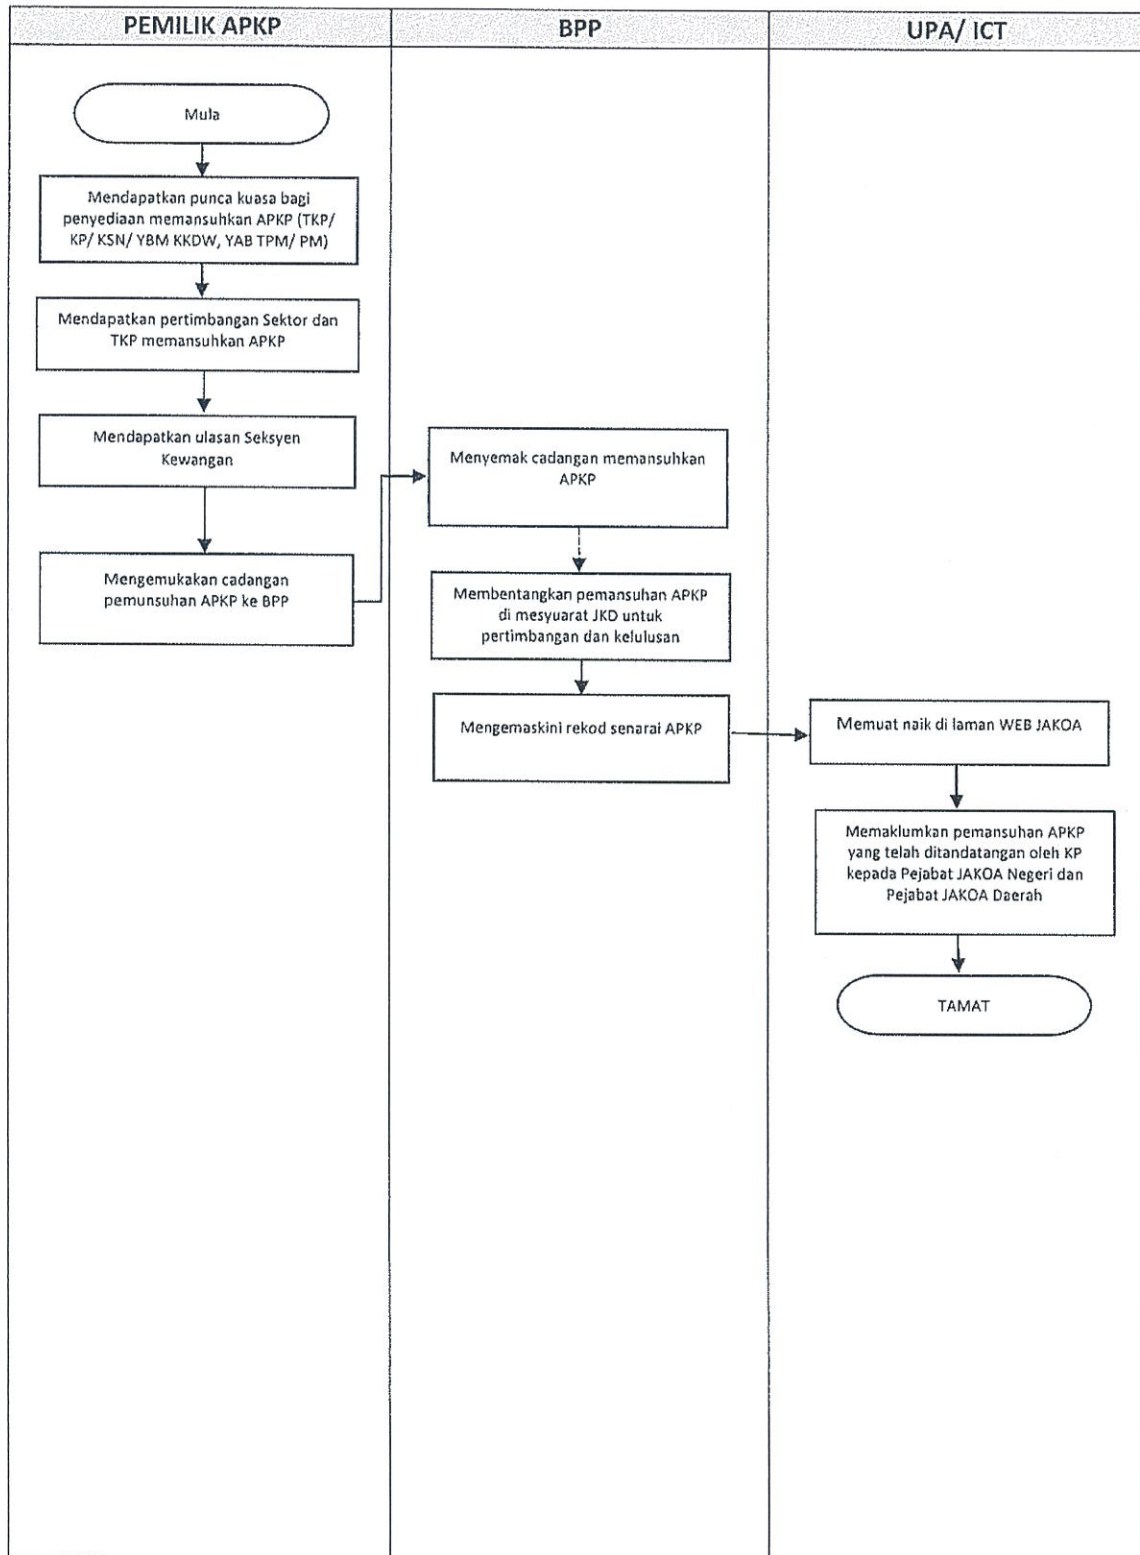 PEMILIK APKP
BPP
UPA/ ICT
Mula
Mendapatkan punca kuasa bagi
penyediaan memansuhkan APKP (TKP/
KP/ KSN/ YBM KKDW, YAB TPM/ PM)
Mendapatkan pertimbangan Sektor dan
TKP memansuhkan APKP
Mendapatkan ulasan Seksyen
Kewangan
Mengemukakan cadangan
pemunsuhan APKP ke BPP
Menyemak cadangan memansuhkan
APKP
Membentangkan pemansuhan APKP
di mesyuarat JKD untuk
pertimbangan dan kelulusan
Mengemaskini rekod senarai APKP
Memuat naik di laman WEB JAKOA
Memaklumkan pemansuhan APKP
yang telah ditandatangan oleh KP
kepada Pejabat JAKOA Negeri dan
Pejabat JAKOA Daerah
TAMAT